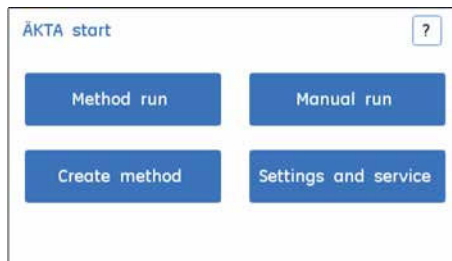 ÄKTA start
?
Method run
Manual run
Create method
Settings and service